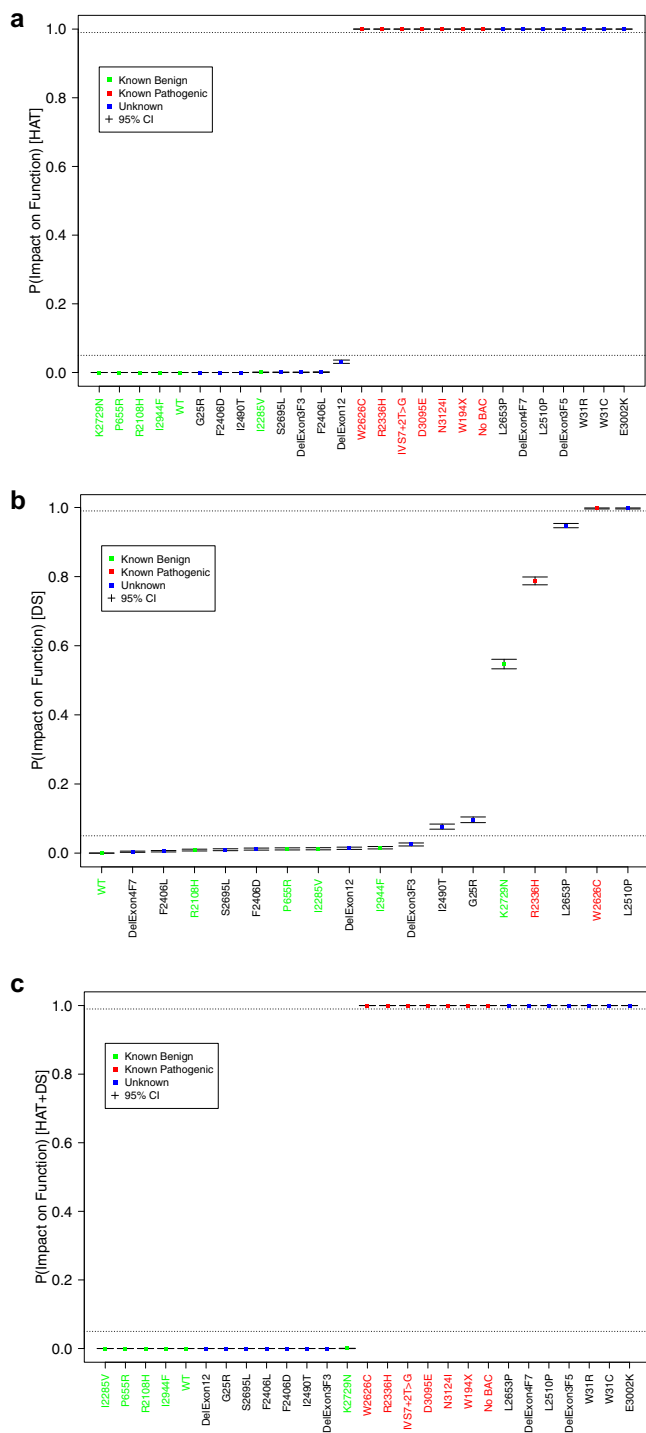 a
P(Impact on Function) [HAT]
1.0
0.8
0.6
0.4
0.2
0.0
Known Benign
Known Pathogenic
Unknown
95% CI
K2729N
P655R
R2108H
I2944F
WT
G25R
F2406D
I2490T
I2285V
S2695L
DelExon3F3
F2406L
DelExon12
W2626C
R2336H
IVS7+2T>G
D3095E
N3124I
W194X
No BAC
L2653P
DelExon4F7
L2510P
DelExon3F5
W31R
W31C
E3002K
b
P(Impact on Function) [DS]
1.0
0.8
0.6
0.4
0.2
0.0
Known Benign
Known Pathogenic
Unknown
95% CI
WT
DelExon4F7
F2406L
R2108H
S2695L
F2406D
P655R
I2285V
DelExon12
I2944F
DelExon3F3
I2490T
G25R
K2729N
R2336H
L2653P
W2626C
L2510P
c
P(Impact on Function) [HAT+DS]
1.0
0.8
0.6
0.4
0.2
0.0
Known Benign
Known Pathogenic
Unknown
95% CI
I2285V
P655R
R2108H
I2944F
WT
DelExon12
G25R
S2695L
F2406L
F2406D
I2490T
DelExon3F3
K2729N
W2626C
R2336H
IVS7+2T>G
D3095E
N3124I
W194X
No BAC
L2653P
DelExon4F7
L2510P
DelExon3F5
W31R
W31C
E3002K